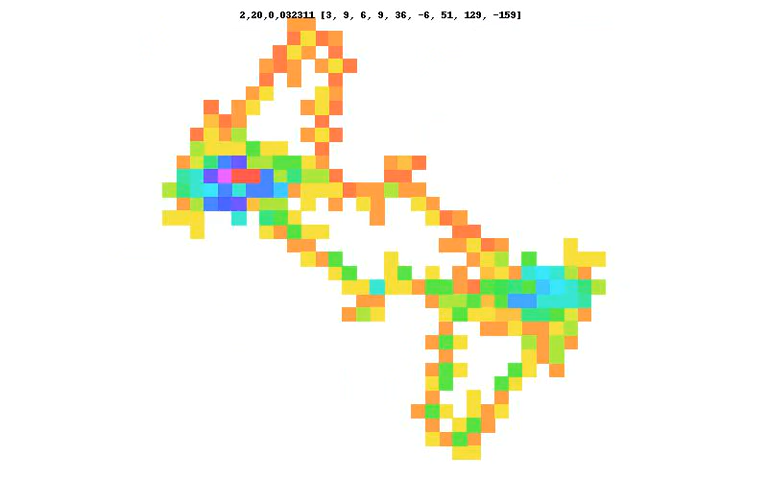 2,20,0,032311 [3, 9, 6, 9, 36, -6, 51, 129, -159]